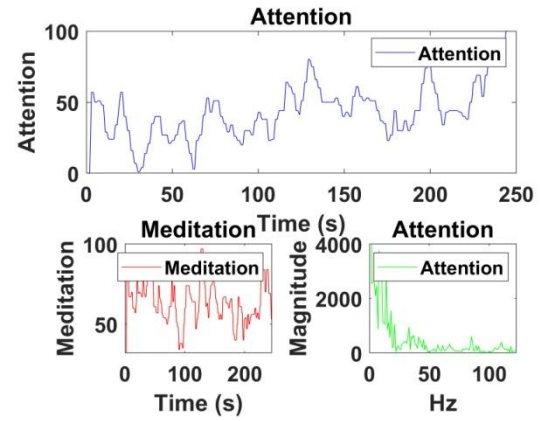 Attention
100
50
0
Attention
Attention
0 50 100 150 200 250
Time (s)
Meditation
100
50
Meditation
Meditation
0 100 200
Time (s)
Attention
4000
2000
0
Magnitude
Attention
0 50 100
Hz